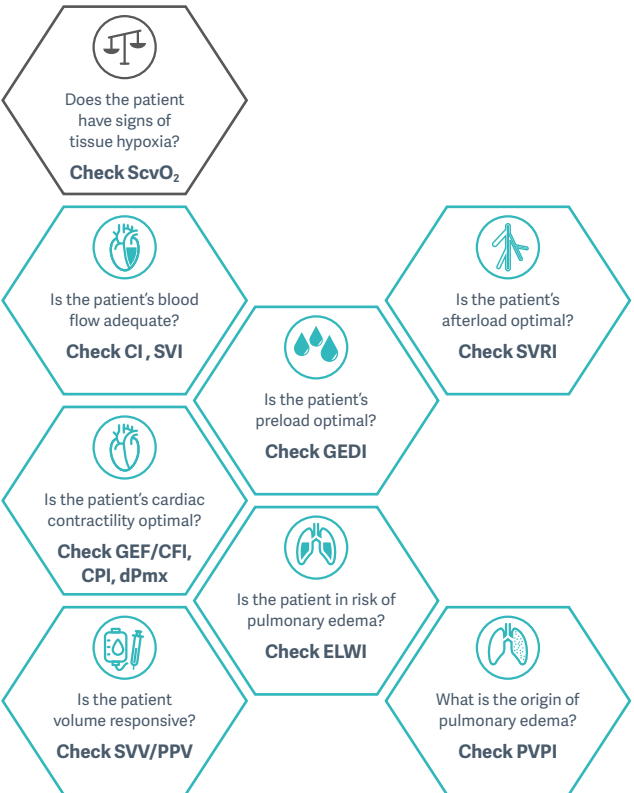 Does the patient
have signs of
tissue hypoxia?
Check ScvO₂
Is the patient’s blood
flow adequate?
Check CI , SVI
Is the patient’s
afterload optimal?
Check SVRI
Is the patient’s
preload optimal?
Check GEDI
Is the patient’s cardiac
contractility optimal?
Check GEF/CFI,
CPI, dPmx
Is the patient in risk of
pulmonary edema?
Check ELWI
Is the patient
volume responsive?
Check SVV/PPV
What is the origin of
pulmonary edema?
Check PVPI